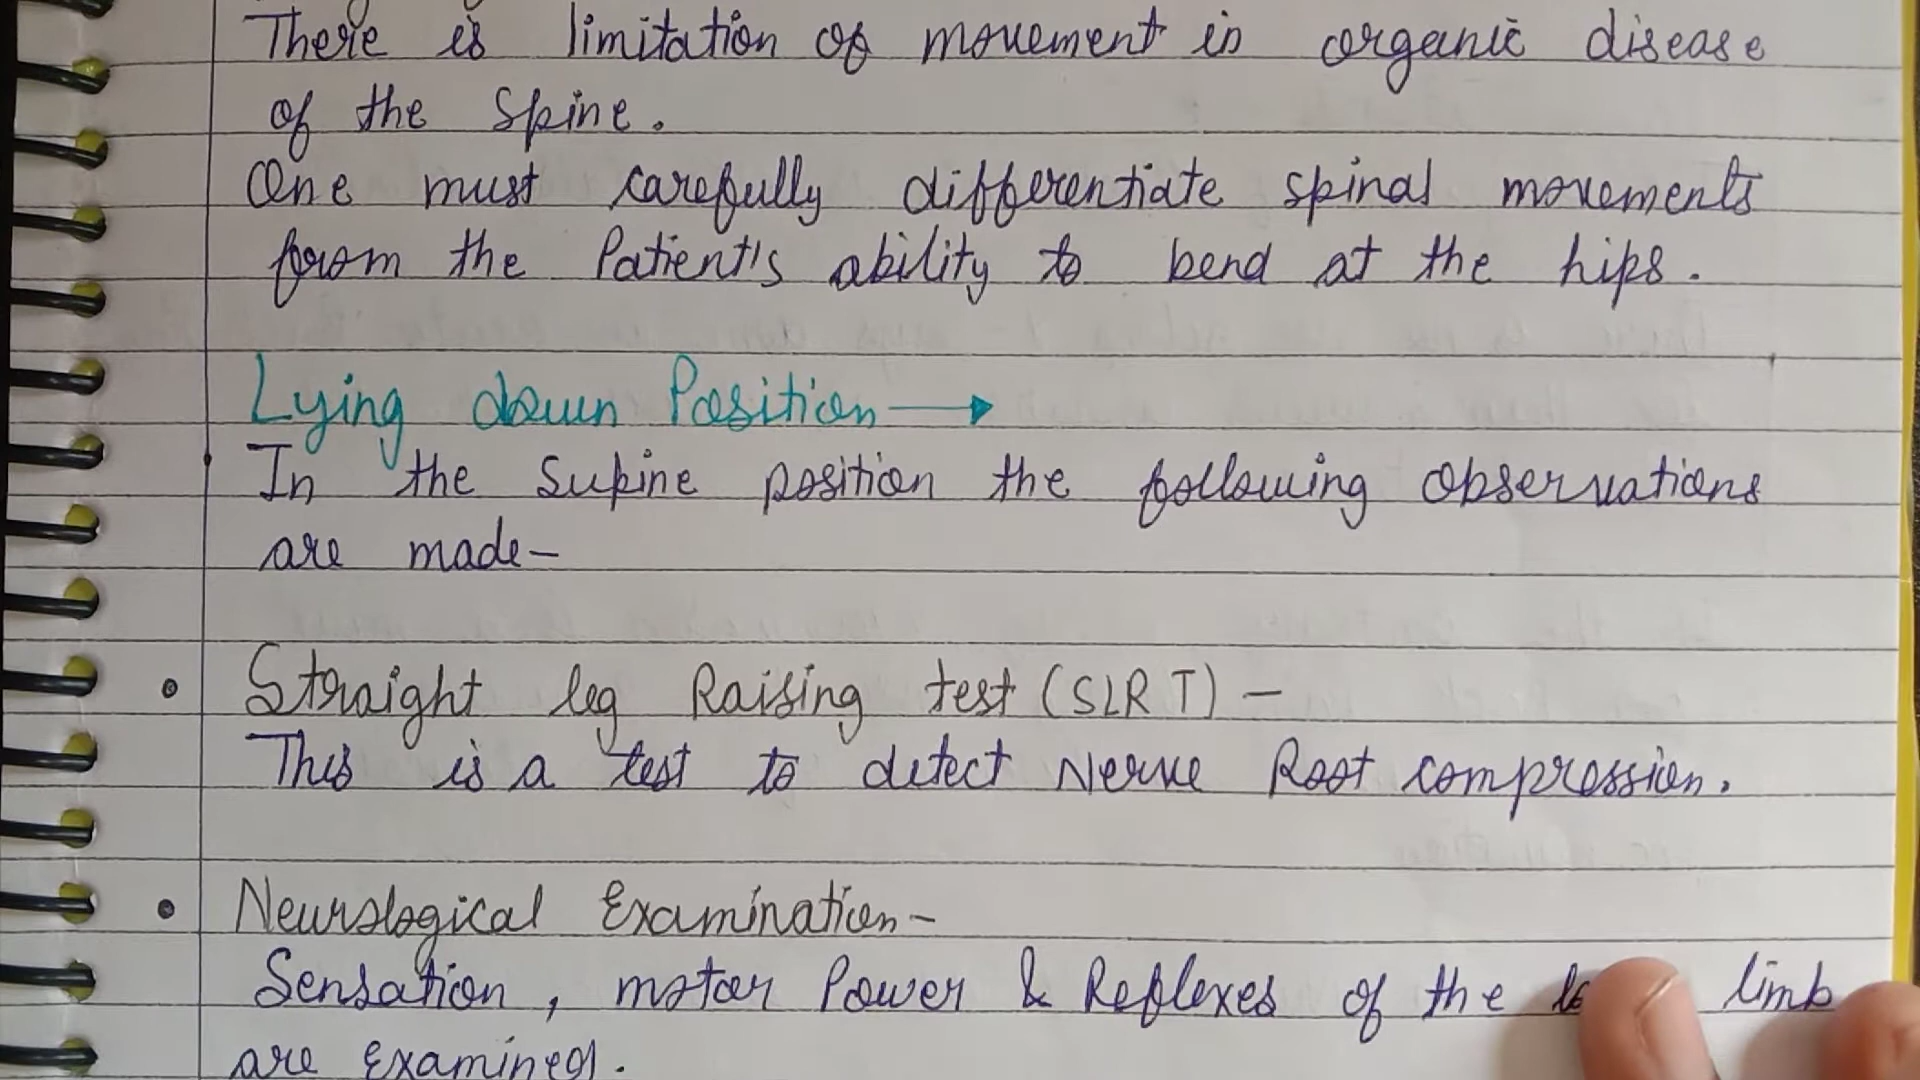 There is limitation of movement in organic disease
of the Spine.
One must carefully differentiate spinal movements
from the Patient's ability to bend at the hips.
Lying down Position →
In the Supine position the following observations
are made-
• Straight leg Raising test (SLRT) -
This is a test to detect Nerve Root compression.
• Neurological Examination-
Sensation, motor Power & Reflexes of the limb
are Examined.